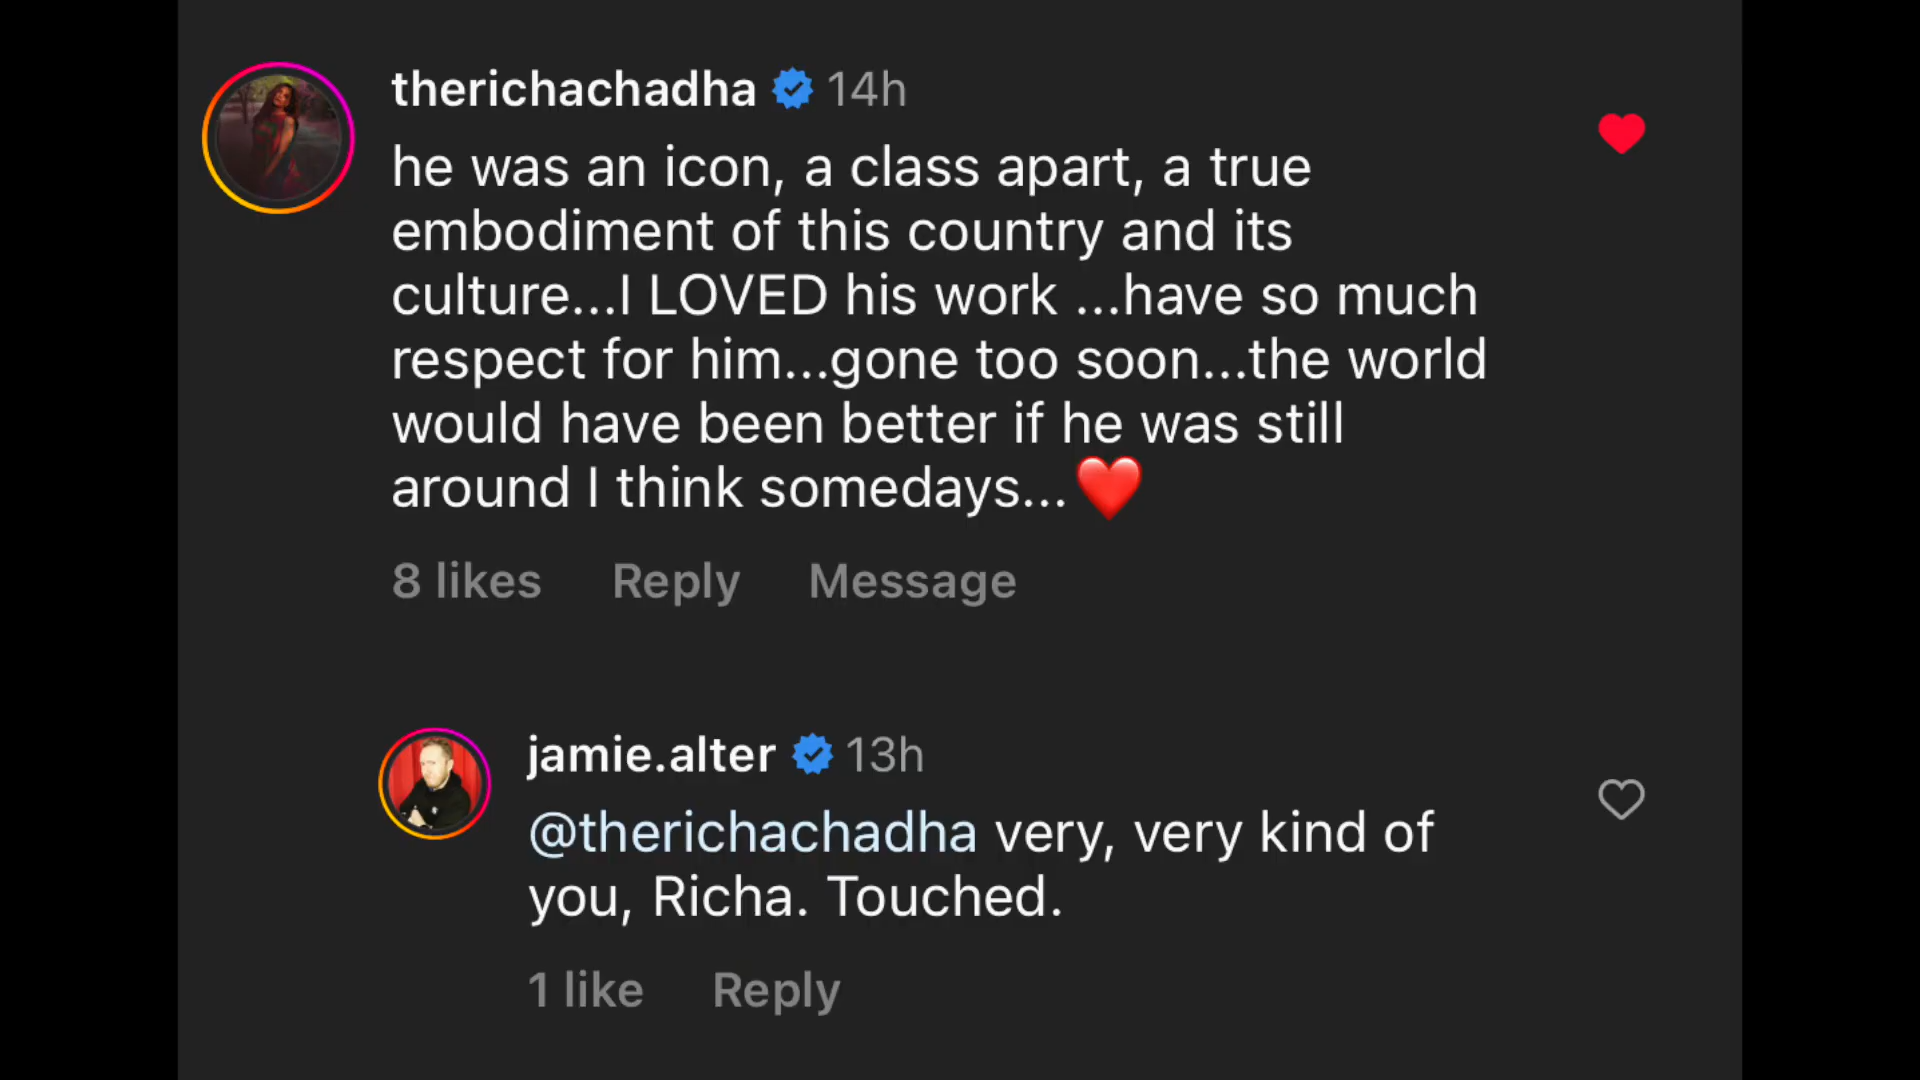 therichachadha 14h
he was an icon, a class apart, a true
embodiment of this country and its
culture...I LOVED his work ...have so much
respect for him...gone too soon...the world
would have been better if he was still
around I think somedays...❤️
8 likes Reply Message
jamie.alter 13h
@therichachadha very, very kind of
you, Richa. Touched.
1 like Reply